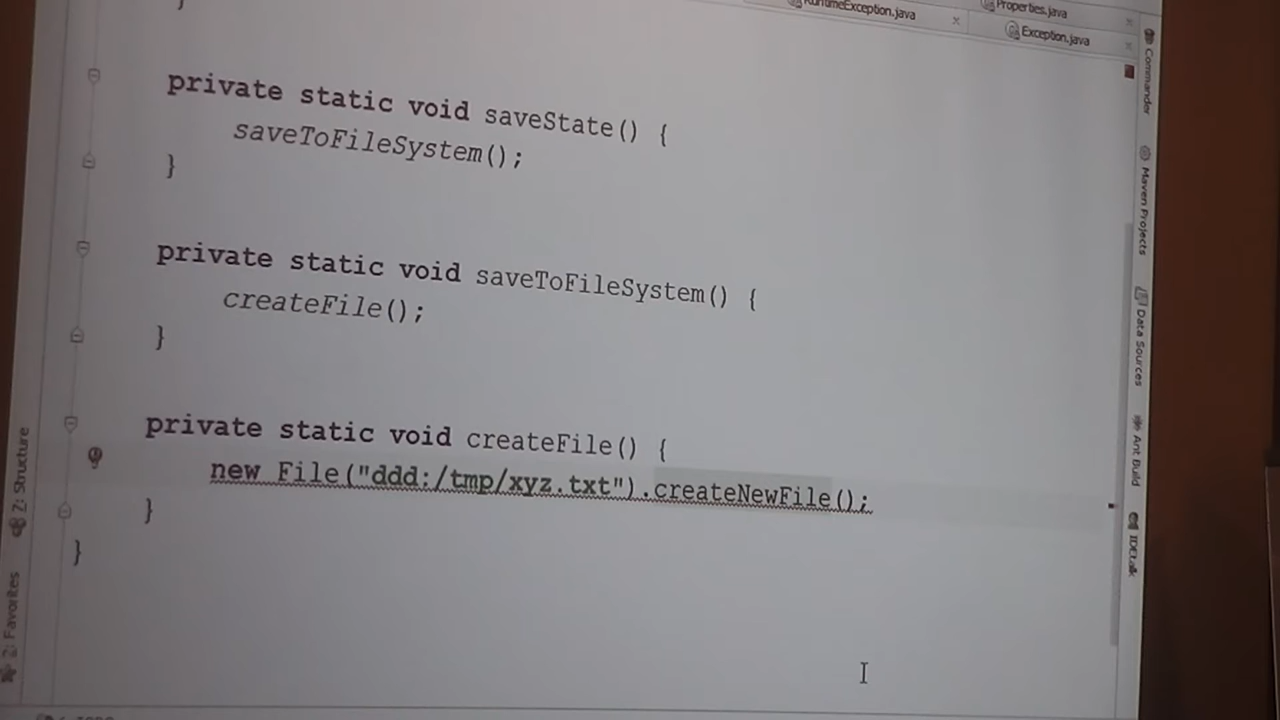 }
RuntimeException.java
Properties.java
Exception.java
private static void saveState() {
saveToFileSystem();
}
private static void saveToFileSystem() {
createFile();
}
private static void createFile() {
new File("ddd:/tmp/xyz.txt").createNewFile();
}
}
Commander
Maven Projects
Data Sources
Ant Build
IDEtalk
Z: Structure
2: Favorites